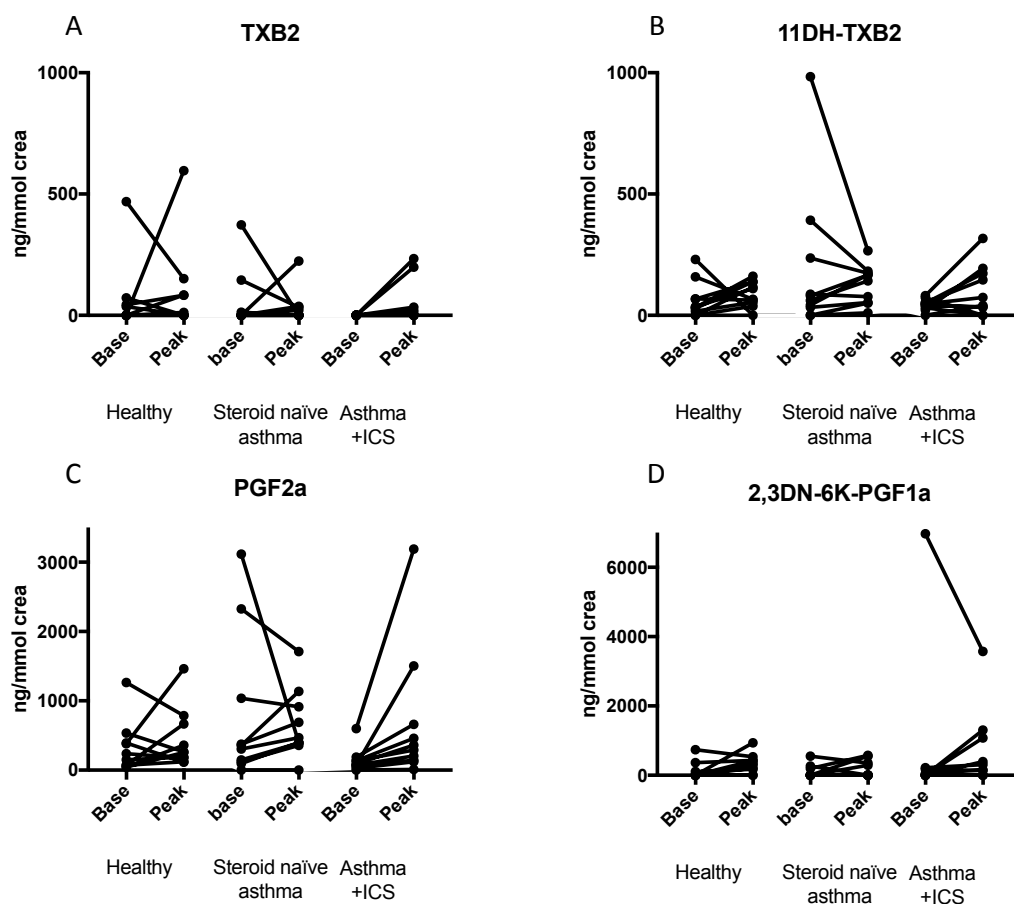 A
TXB2
1000
500
0
ng/mmol crea
Base
Peak
base
Peak
Base
Peak
Healthy
Steroid naïve
asthma
Asthma
+ICS
B
11DH-TXB2
1000
500
0
ng/mmol crea
Base
Peak
base
Peak
Base
Peak
Healthy
Steroid naïve
asthma
Asthma
+ICS
C
PGF2a
3000
2000
1000
0
ng/mmol crea
Base
Peak
base
Peak
Base
Peak
Healthy
Steroid naïve
asthma
Asthma
+ICS
D
2,3DN-6K-PGF1a
6000
4000
2000
0
ng/mmol crea
Base
Peak
base
Peak
Base
Peak
Healthy
Steroid naïve
asthma
Asthma
+ICS